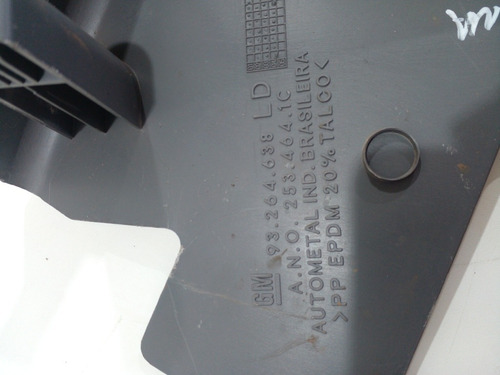 GM 93.264.638 LD
A.N.O. 253.464.1C
AUTOMETAL IND. BRASILEIRA
>PP EPDM 20% TALCO<